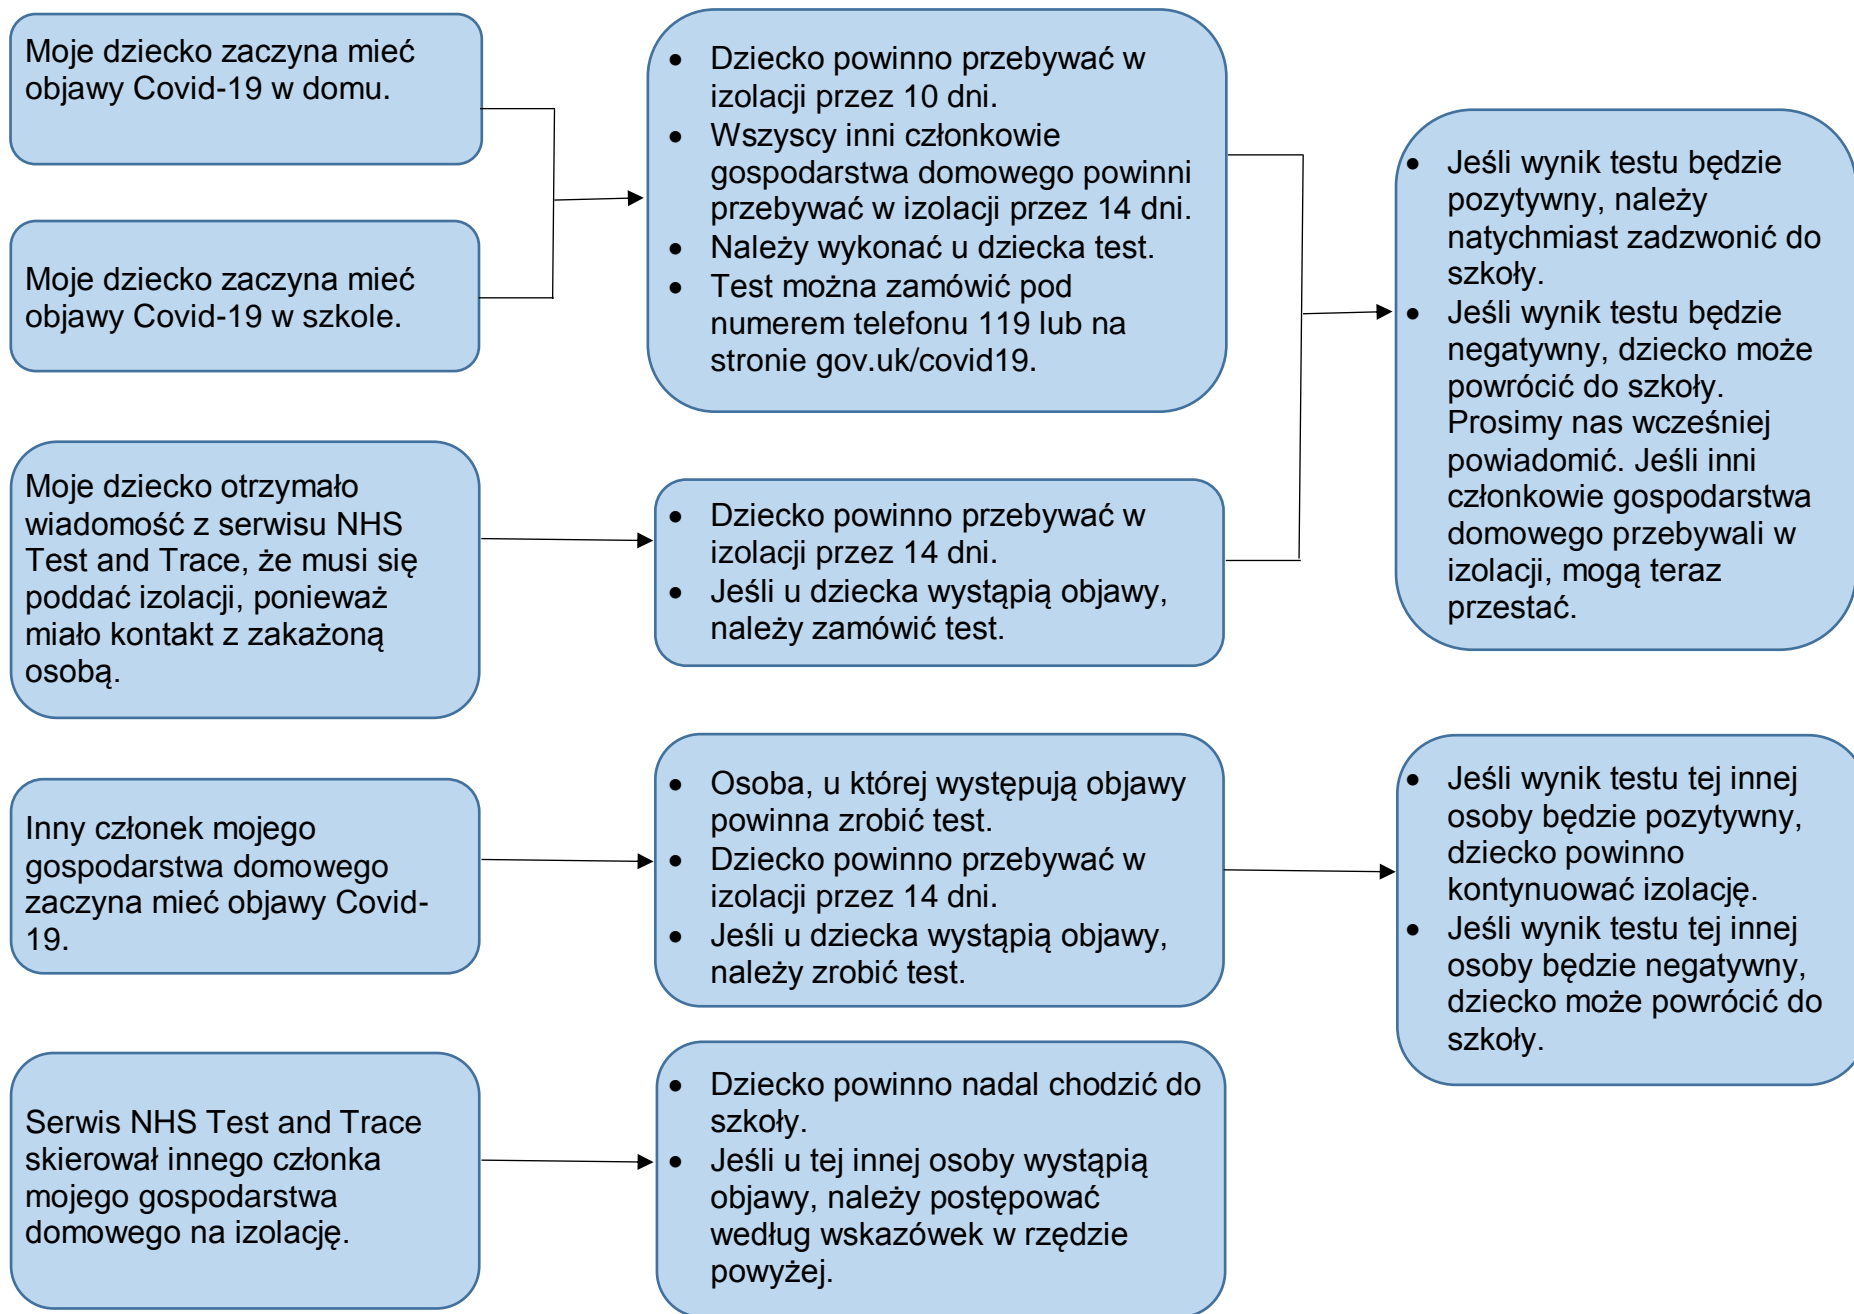 Moje dziecko zaczyna mieć
objawy Covid-19 w domu.
Moje dziecko zaczyna mieć
objawy Covid-19 w szkole.
• Dziecko powinno przebywać w
izolacji przez 10 dni.
• Wszyscy inni członkowie
gospodarstwa domowego powinni
przebywać w izolacji przez 14 dni.
• Należy wykonać u dziecka test.
• Test można zamówić pod
numerem telefonu 119 lub na
stronie gov.uk/covid19.
Moje dziecko otrzymało
wiadomość z serwisu NHS
Test and Trace, że musi się
poddać izolacji, ponieważ
miało kontakt z zakażoną
osobą.
• Dziecko powinno przebywać w
izolacji przez 14 dni.
• Jeśli u dziecka wystąpią objawy,
należy zamówić test.
• Jeśli wynik testu będzie
pozytywny, należy
natychmiast zadzwonić do
szkoły.
• Jeśli wynik testu będzie
negatywny, dziecko może
powrócić do szkoły.
Prosimy nas wcześniej
powiadomić. Jeśli inni
członkowie gospodarstwa
domowego przebywali w
izolacji, mogą teraz
przestać.
Inny członek mojego
gospodarstwa domowego
zaczyna mieć objawy Covid-
19.
• Osoba, u której występują objawy
powinna zrobić test.
• Dziecko powinno przebywać w
izolacji przez 14 dni.
• Jeśli u dziecka wystąpią objawy,
należy zrobić test.
• Jeśli wynik testu tej innej
osoby będzie pozytywny,
dziecko powinno
kontynuować izolację.
• Jeśli wynik testu tej innej
osoby będzie negatywny,
dziecko może powrócić do
szkoły.
Serwis NHS Test and Trace
skierował innego członka
mojego gospodarstwa
domowego na izolację.
• Dziecko powinno nadal chodzić do
szkoły.
• Jeśli u tej innej osoby wystąpią
objawy, należy postępować
według wskazówek w rzędzie
powyżej.